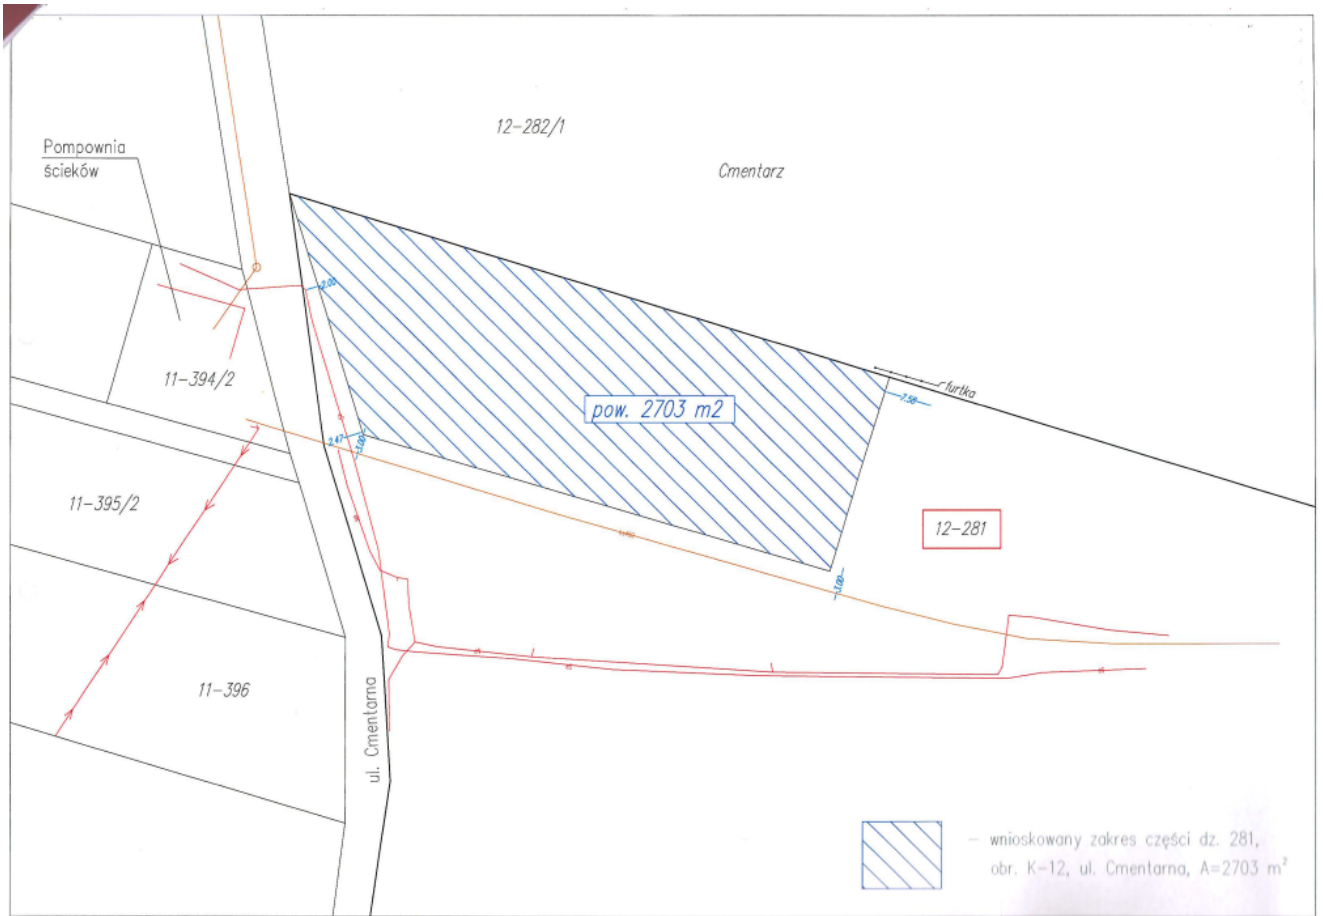 12-282/1
Cmentarz
Pompownia
ścieków
2.00
11-394/2
furtka
7.50
pow. 2703 m2
2.47
3.00
11-395/2
12-281
3.00
11-396
ul. Cmentarna
– wnioskowany zakres części dz. 281,
obr. K-12, ul. Cmentarna, A=2703 m²